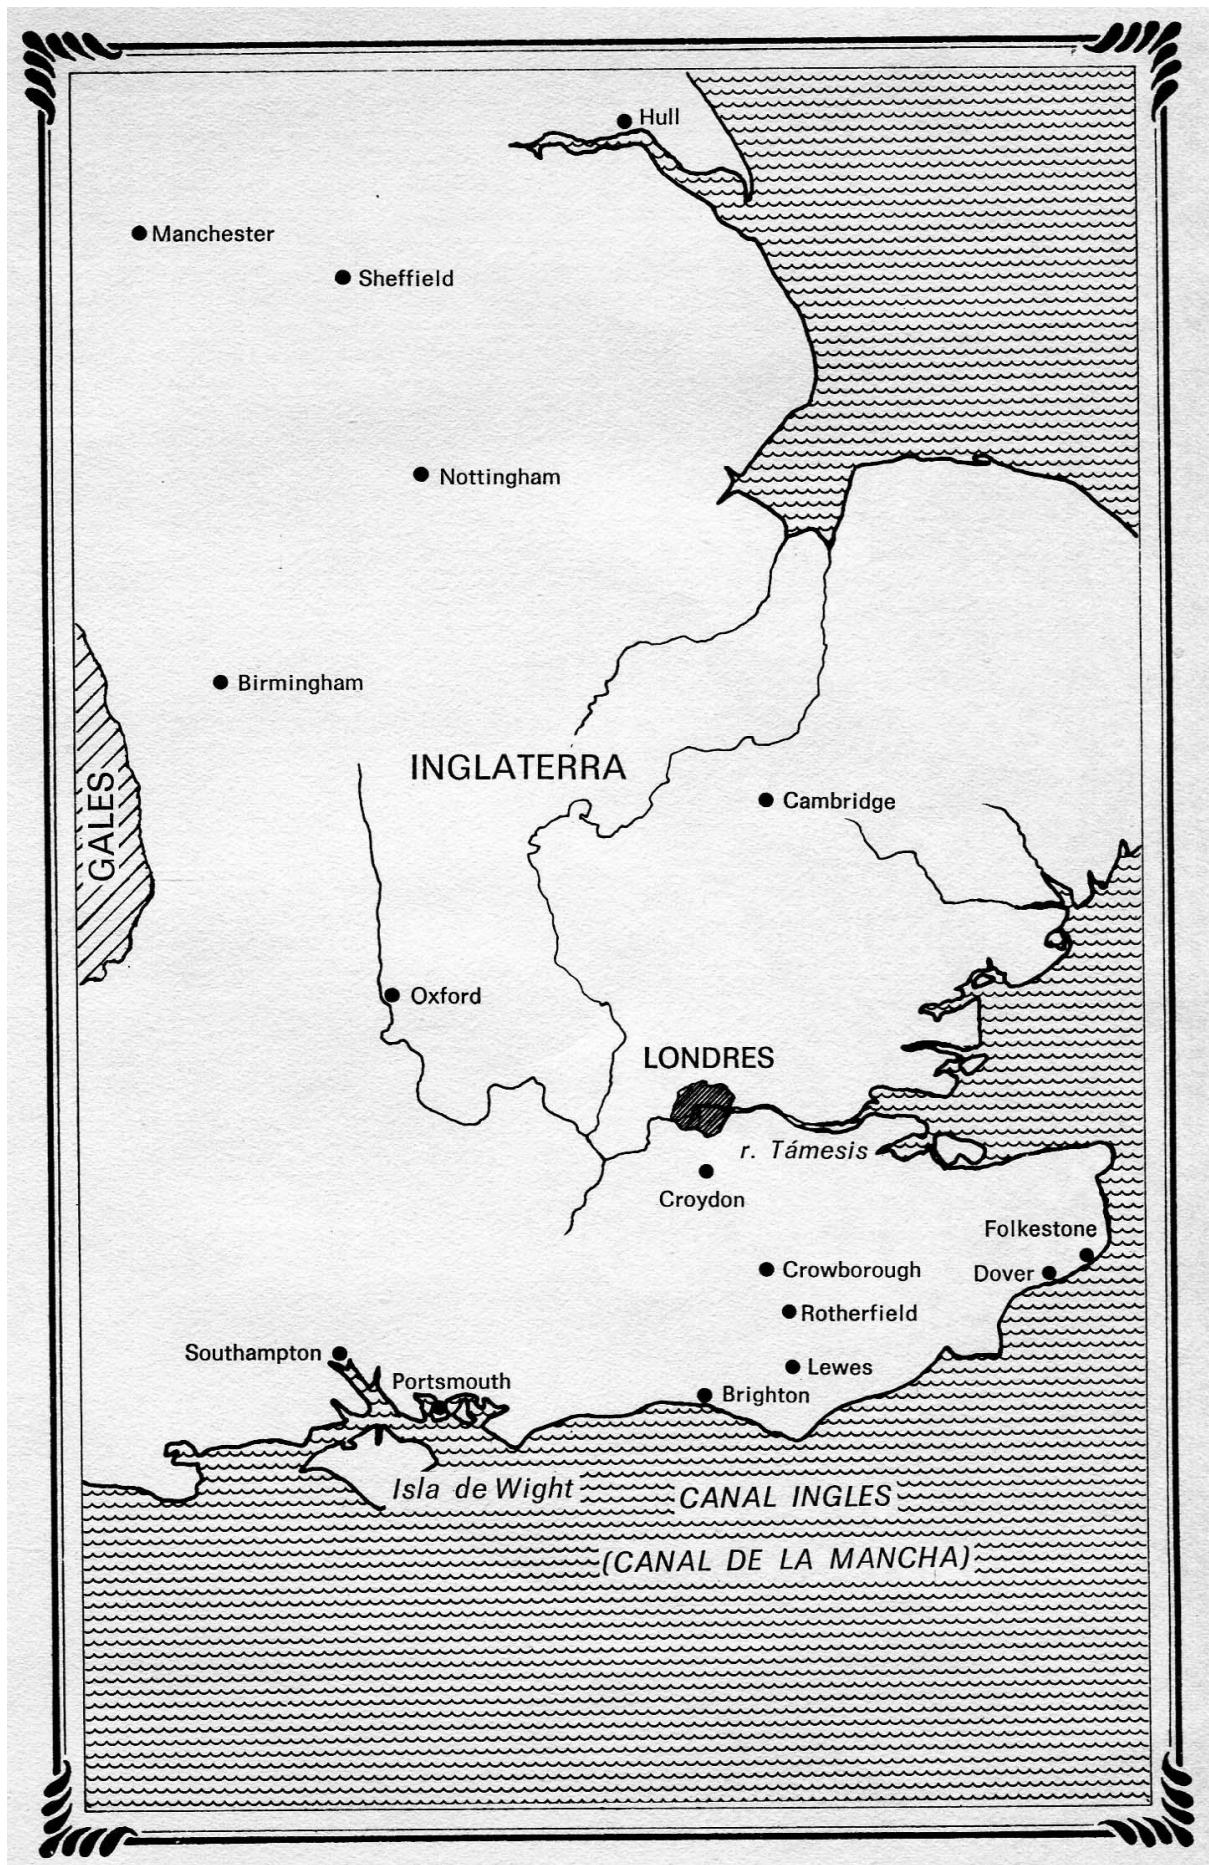 Hull
Manchester
Sheffield
Nottingham
Birmingham
INGLATERRA
Cambridge
GALES
Oxford
LONDRES
r. Támesis
Croydon
Folkestone
Crowborough
Dover
Rotherfield
Southampton
Lewes
Portsmouth
Brighton
Isla de Wight
CANAL INGLES
(CANAL DE LA MANCHA)